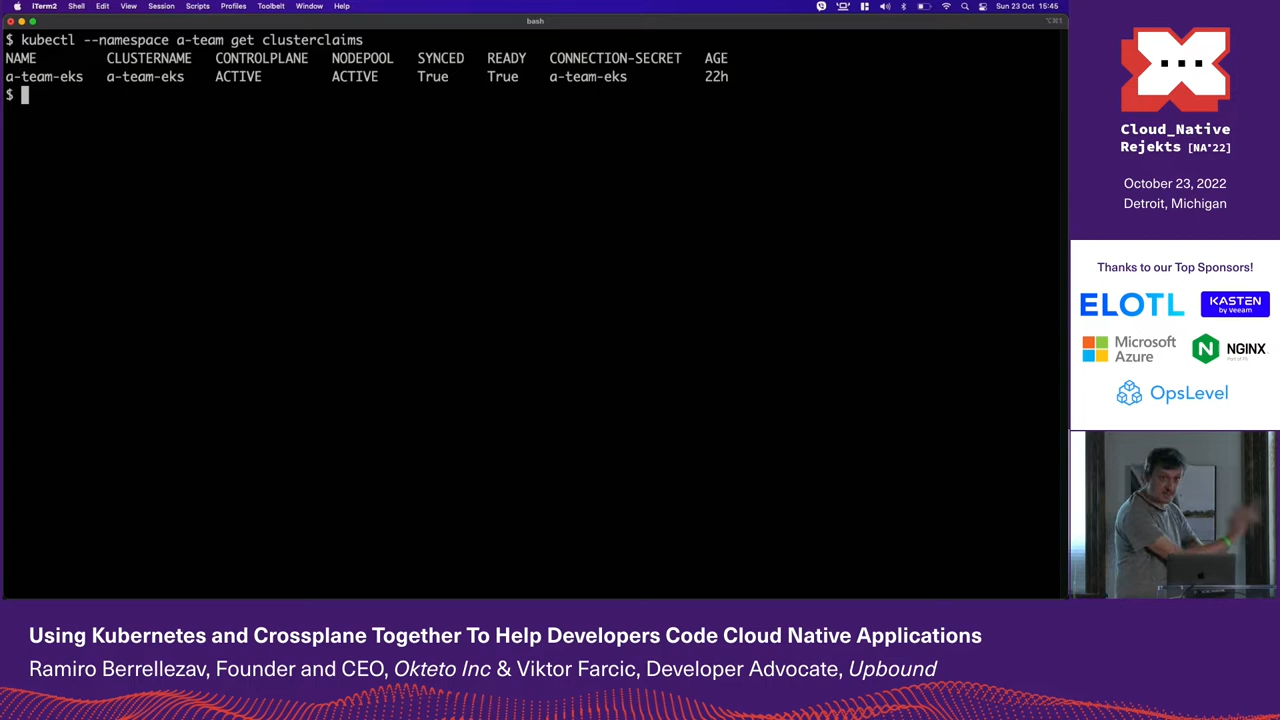 iTerm2 Shell Edit View Session Scripts Profiles Toolbelt Window Help
Sun 23 Oct 15:45
bash
⌥⌘1
$ kubectl --namespace a-team get clusterclaims
NAME CLUSTERNAME CONTROLPLANE NODEPOOL SYNCED READY CONNECTION-SECRET AGE
a-team-eks a-team-eks ACTIVE ACTIVE True True a-team-eks 22h
$
Cloud_Native
Rejekts [NA'22]
October 23, 2022
Detroit, Michigan
Thanks to our Top Sponsors!
ELOTL
KASTEN
by Veeam
Microsoft
Azure
N NGINX
Part of F5
OpsLevel
Using Kubernetes and Crossplane Together To Help Developers Code Cloud Native Applications
Ramiro Berrellezav, Founder and CEO, Okteto Inc & Viktor Farcic, Developer Advocate, Upbound